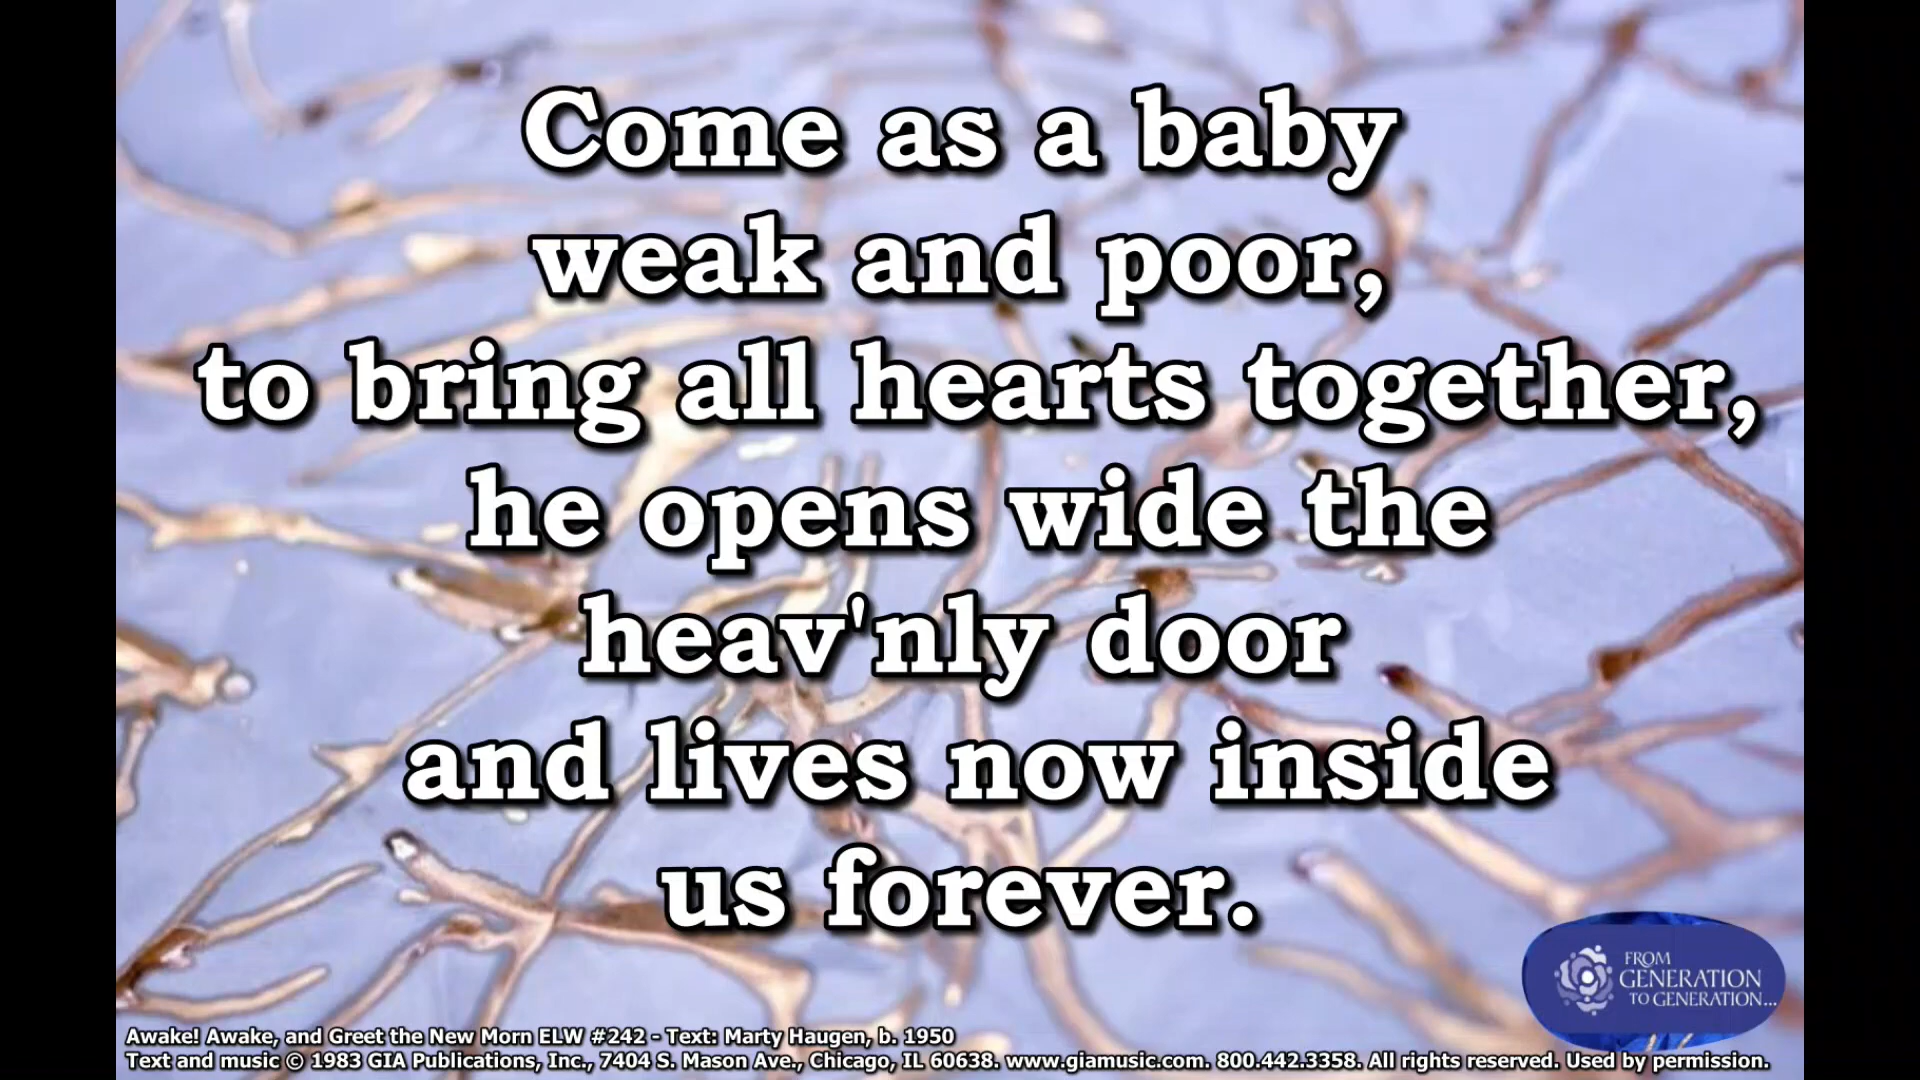 Come as a baby
weak and poor,
to bring all hearts together,
he opens wide the
heav'nly door
and lives now inside
us forever.
FROM
GENERATION
TO GENERATION...
Awake! Awake, and Greet the New Morn ELW #242 - Text: Marty Haugen, b. 1950
Text and music © 1983 GIA Publications, Inc., 7404 S. Mason Ave., Chicago, IL 60638. www.giamusic.com. 800.442.3358. All rights reserved. Used by permission.